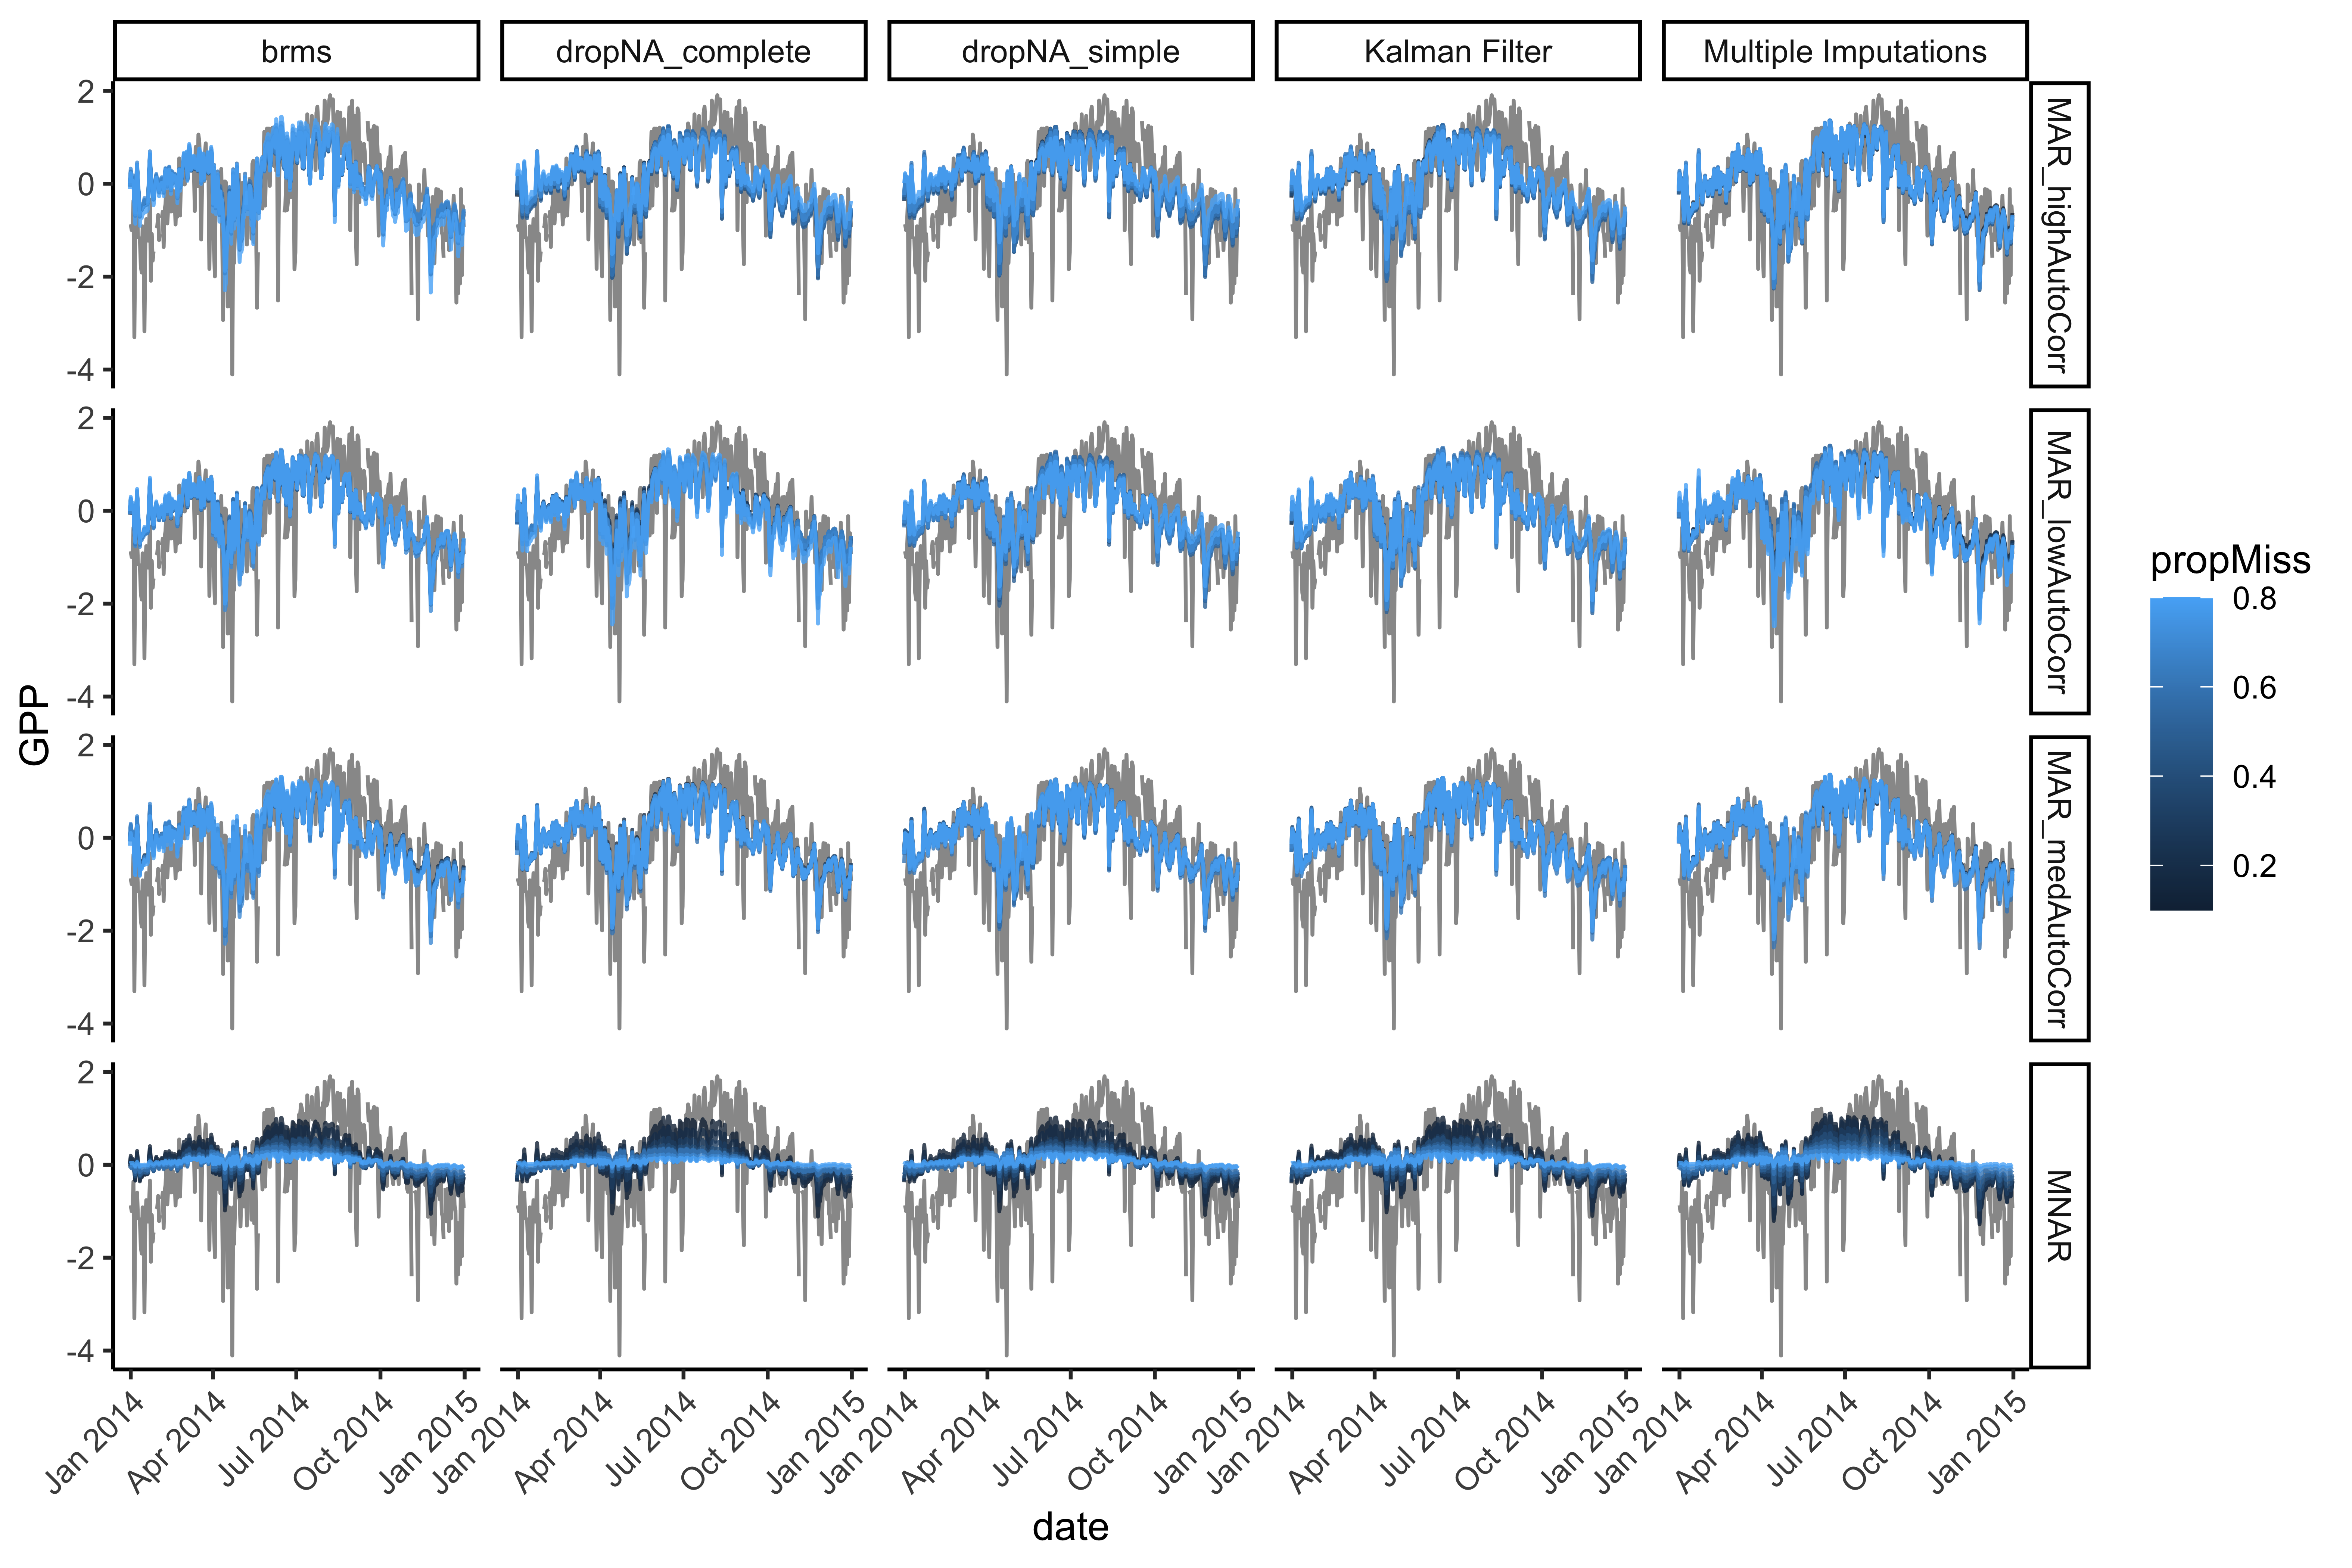 brms
dropNA_complete
dropNA_simple
Kalman Filter
Multiple Imputations
2
0
-2
-4
MAR_highAutoCorr
2
0
-2
-4
MAR_lowAutoCorr
2
0
-2
-4
MAR_medAutoCorr
2
0
-2
-4
MNAR
GPP
Jan 2014
Apr 2014
Jul 2014
Oct 2014
Jan 2015
Jan 2014
Apr 2014
Jul 2014
Oct 2014
Jan 2015
Jan 2014
Apr 2014
Jul 2014
Oct 2014
Jan 2015
Jan 2014
Apr 2014
Jul 2014
Oct 2014
Jan 2015
Jan 2014
Apr 2014
Jul 2014
Oct 2014
Jan 2015
date
propMiss
0.8
0.6
0.4
0.2